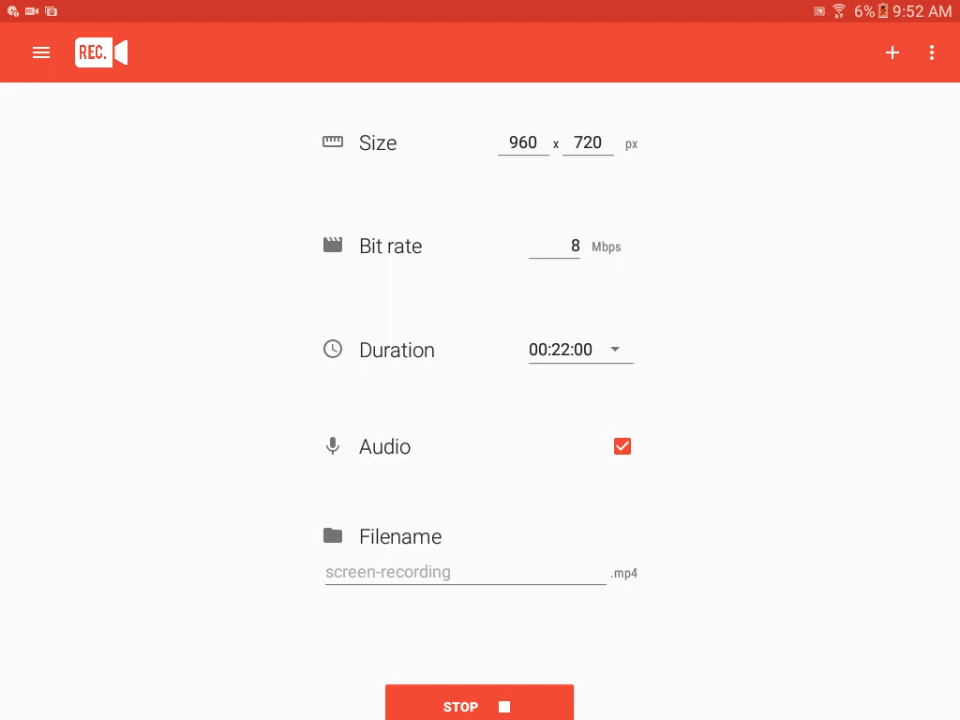 6% 9:52 AM
REC.
Size 960 x 720 px
Bit rate 8 Mbps
Duration 00:22:00
Audio
Filename
screen-recording .mp4
STOP